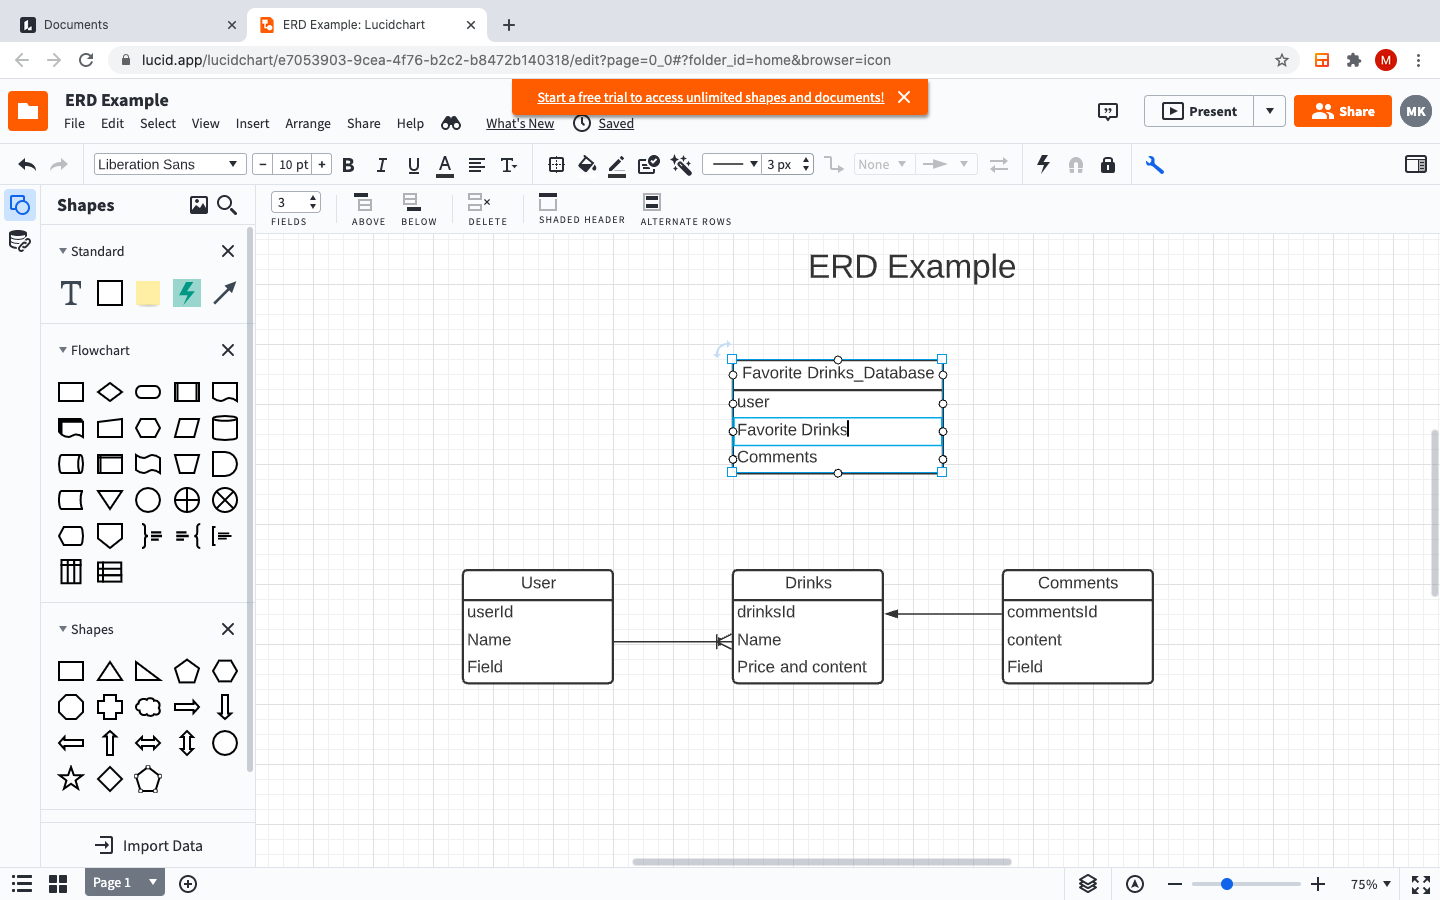 Documents
ERD Example: Lucidchart
lucid.app/lucidchart/e7053903-9cea-4f76-b2c2-b8472b140318/edit?page=0_0#?folder_id=home&browser=icon
M
Start a free trial to access unlimited shapes and documents!
ERD Example
File Edit Select View Insert Arrange Share Help What's New Saved
Present
Share
MK
Liberation Sans
10 pt
B I U A T
3 px
None
Shapes
3
FIELDS
ABOVE
BELOW
DELETE
SHADED HEADER
ALTERNATE ROWS
Standard
T
Flowchart
Shapes
Import Data
ERD Example
Favorite Drinks_Database
user
Favorite Drinks
Comments
User
userId
Name
Field
Drinks
drinksId
Name
Price and content
Comments
commentsId
content
Field
Page 1
75%